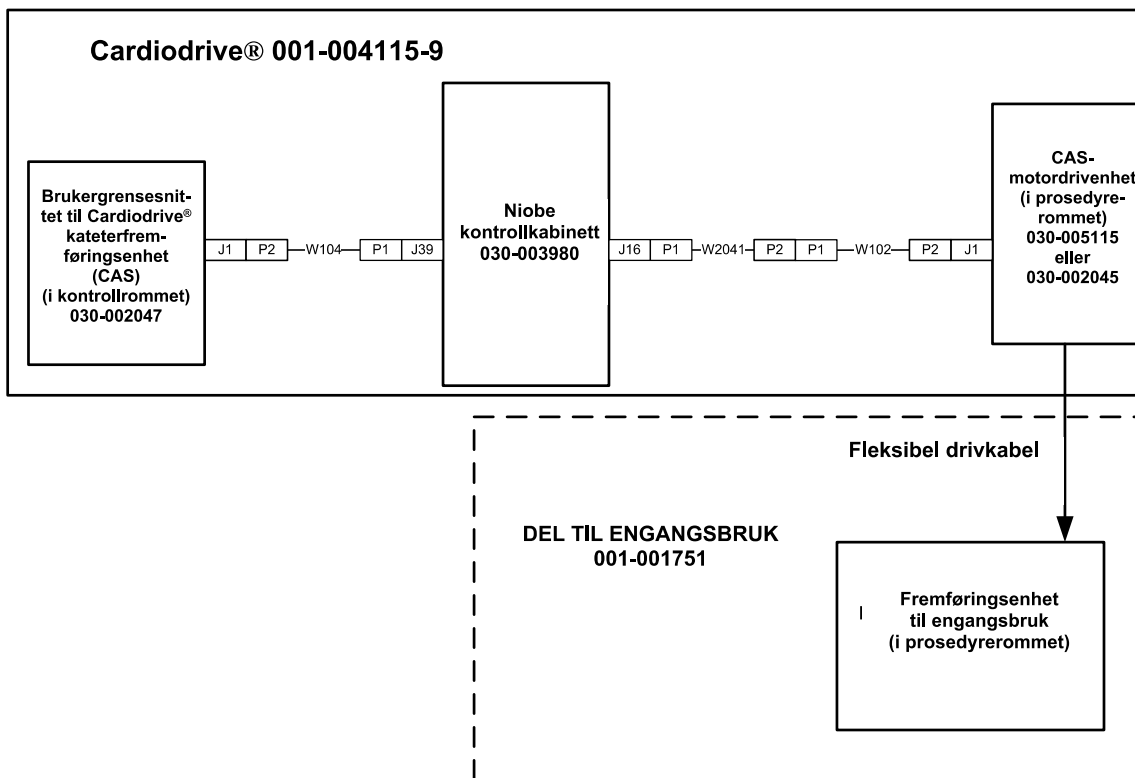 Cardiodrive® 001-004115-9
Brukergrensesnit-
tet til Cardiodrive®
kateterfrem-
føringsenhet
(CAS)
(i kontrollrommet)
030-002047
J1 P2 W104 P1 J39
Niobe
kontrollkabinett
030-003980
J16 P1 W2041 P2 P1 W102 P2 J1
CAS-
motordrivenhet
(i prosedyre-
rommet)
030-005115
eller
030-002045
Fleksibel drivkabel
DEL TIL ENGANGSBRUK
001-001751
I Fremføringsenhet
til engangsbruk
(i prosedyrerommet)